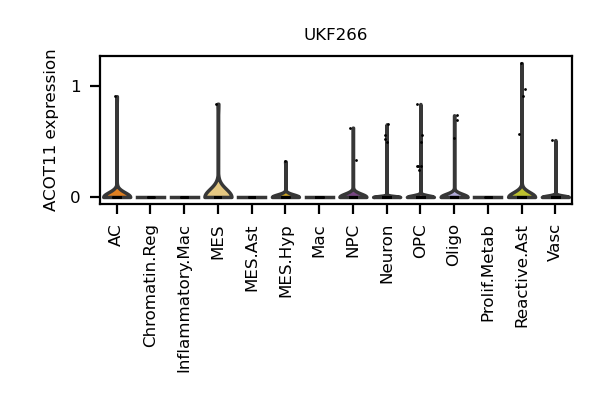 UKF266
ACOT11 expression
1
0
AC
Chromatin.Reg
Inflammatory.Mac
MES
MES.Ast
MES.Hyp
Mac
NPC
Neuron
OPC
Oligo
Prolif.Metab
Reactive.Ast
Vasc